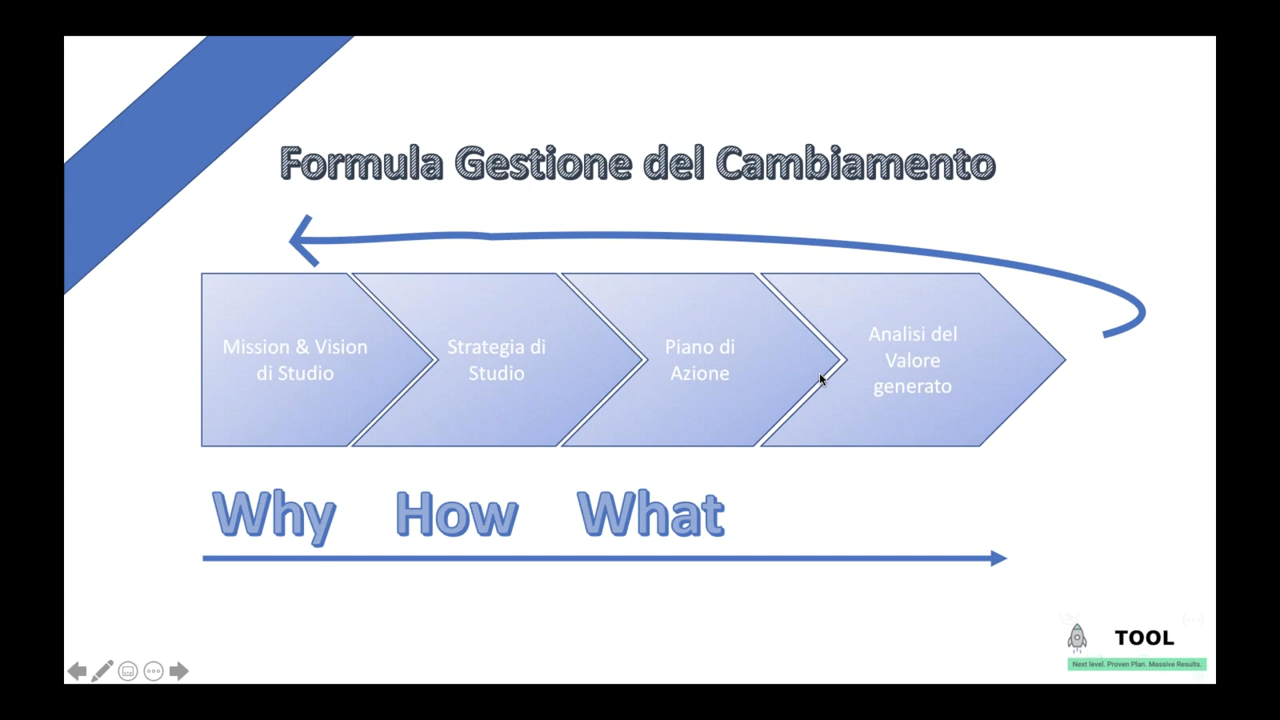 Formula Gestione del Cambiamento
Mission & Vision
di Studio
Strategia di
Studio
Piano di
Azione
Analisi del
Valore
generato
Why How What
TOOL
Next level. Proven Plan. Massive Results.